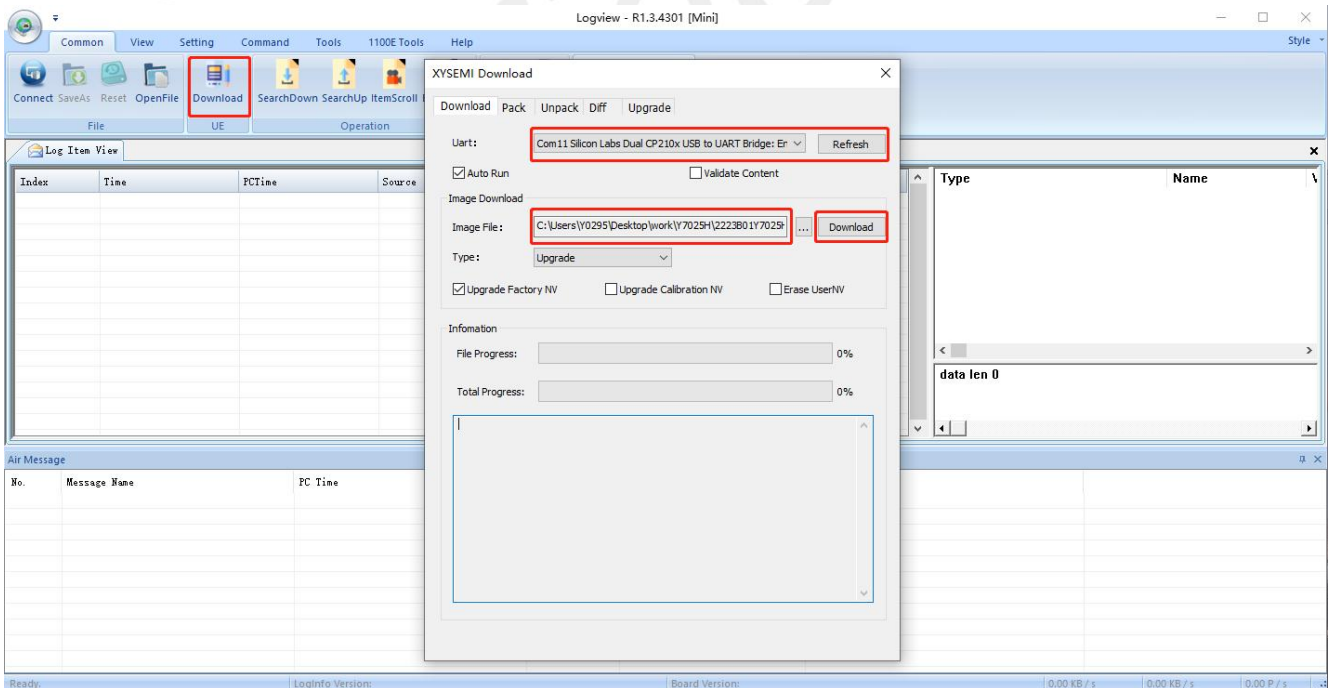 Logview - R1.3.4301 [Mini]
Common View Setting Command Tools 1100E Tools Help Style
Connect SaveAs Reset OpenFile Download SearchDown SearchUp ItemScroll
File UE Operation
Log Item View
Index Time PCTime Source
XYSEMI Download
Download Pack Unpack Diff Upgrade
Uart: Com11 Silicon Labs Dual CP210x USB to UART Bridge: Er Refresh
Auto Run Validate Content
Image Download
Image File: C:\Users\Y0295\Desktop\work\Y7025H\2223B01Y7025H ... Download
Type: Upgrade
Upgrade Factory NV Upgrade Calibration NV Erase UserNV
Infomation
File Progress: 0%
Total Progress: 0%
Type Name
data len 0
Air Message
No. Message Name PC Time
Ready. LogInfo Version: Board Version: 0.00 KB / s 0.00 KB / s 0.00 P / s